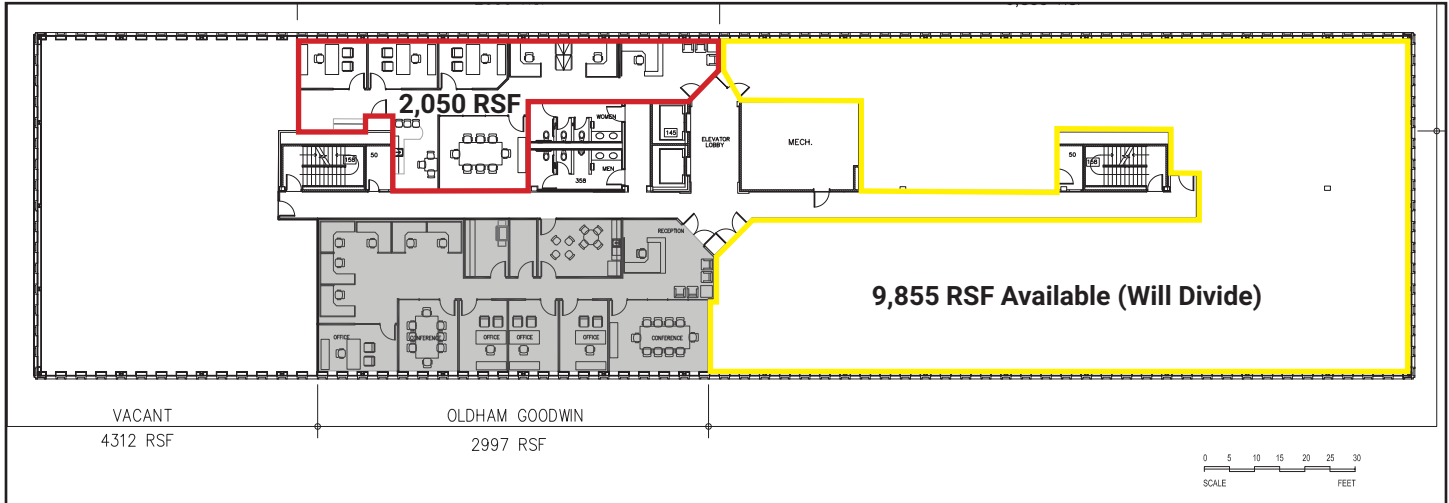 2,050 RSF
WOMEN
145
ELEVATOR
LOBBY
MECH.
158
50
MEN
358
50
158
RECEPTION
9,855 RSF Available (Will Divide)
OFFICE
CONFERENCE
OFFICE
OFFICE
OFFICE
CONFERENCE
VACANT
4312 RSF
OLDHAM GOODWIN
2997 RSF
0 5 10 15 20 25 30
SCALE FEET